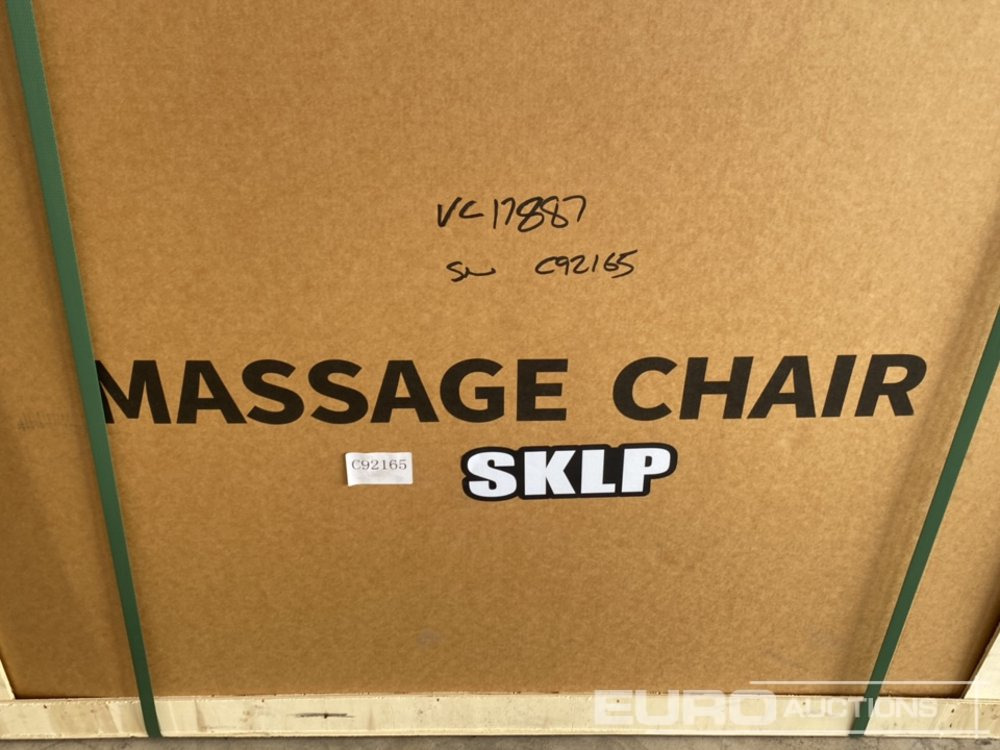 VC17887
SN C92165
MASSAGE CHAIR
C92165
SKLP
EURO AUCTIONS